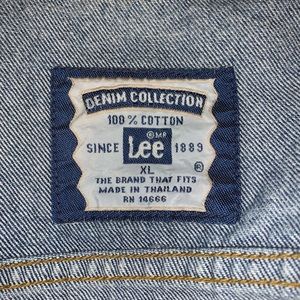 DENIM COLLECTION
100% COTTON
®MR
SINCE Lee 1889
XL ®
THE BRAND THAT FITS
MADE IN THAILAND
RN 14666